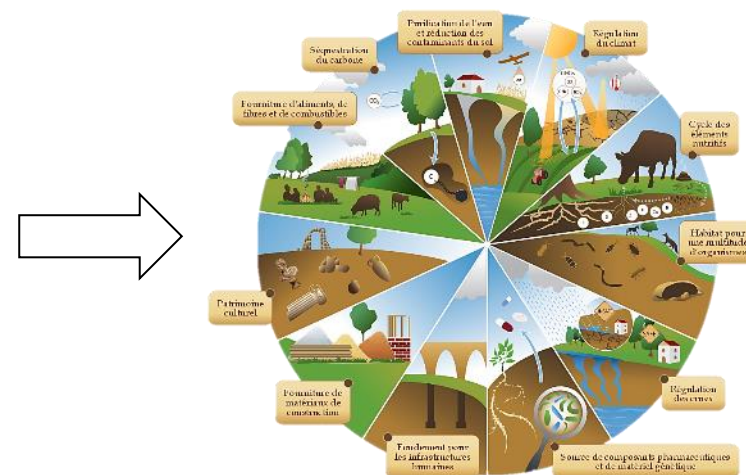 Purification de l'eau
et réduction des
contaminants du sol
Régulation
du climat
Séquestration
du carbone
CO₂
Fourniture d'aliments, de
fibres et de combustibles
Cycle des
éléments
nutritifs
C
Habitat pour
une multitude
d'organismes
Patrimoine
culturel
Fourniture de
matériaux de
construction
Régulation
des crues
Fondement pour
les infrastructures
humaines
Source de composants pharmaceutiques
et de matériel génétique